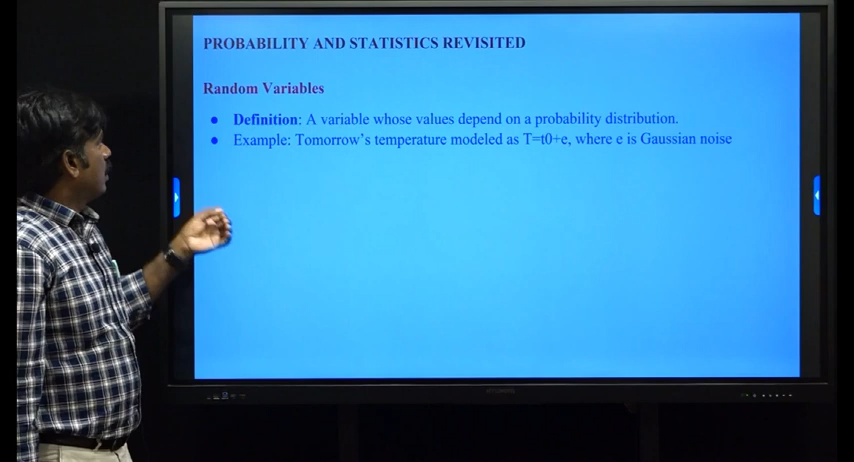 PROBABILITY AND STATISTICS REVISITED
Random Variables
Definition: A variable whose values depend on a probability distribution.
Example: Tomorrow's temperature modeled as T=t0+e, where e is Gaussian noise